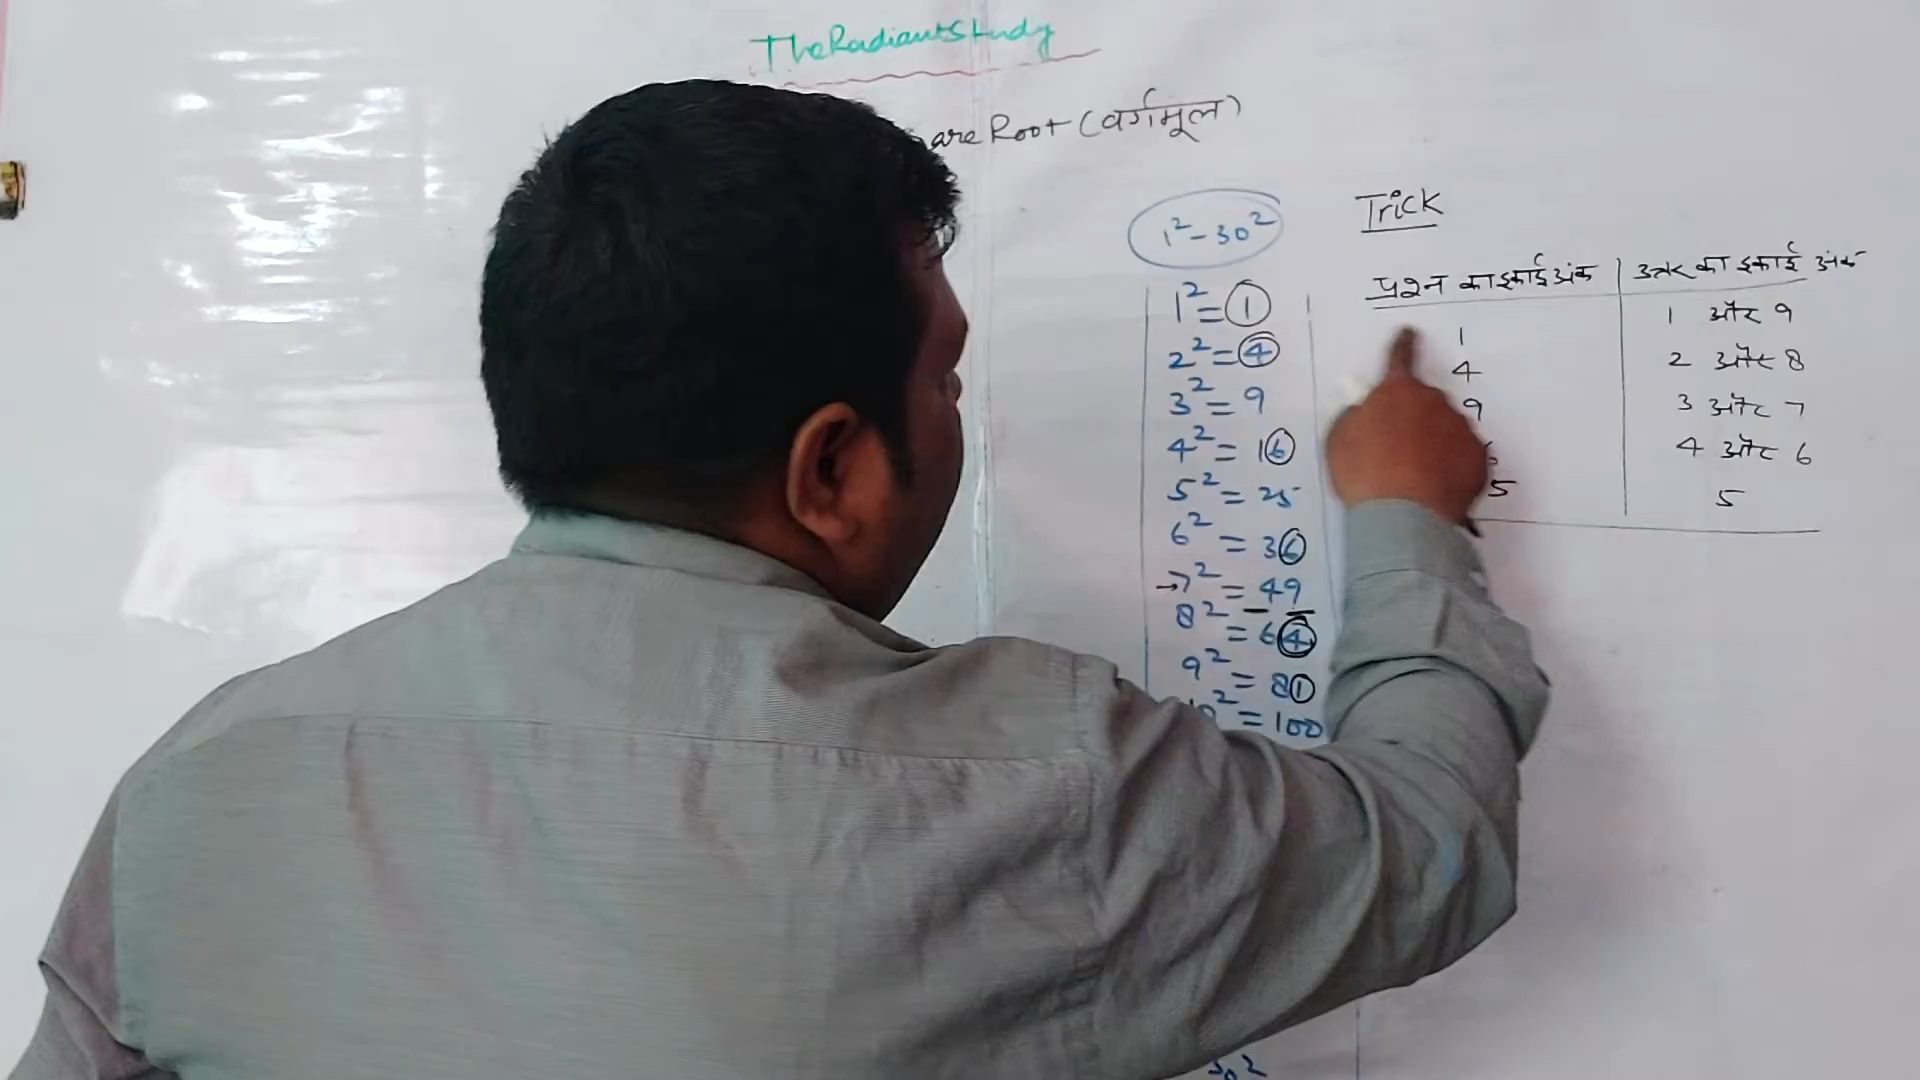 TheRadiantStudy
are Root (वर्गमूल)
1²-30²
1² = 1
2² = 4
3² = 9
4² = 16
5² = 25
6² = 36
→7² = 49
8² = 64
9² = 81
10² = 100
30²
Trick
प्रश्न का इकाई अंक | उत्तर का इकाई अंक
1 | 1 और 9
4 | 2 और 8
9 | 3 और 7
6 | 4 और 6
5 | 5